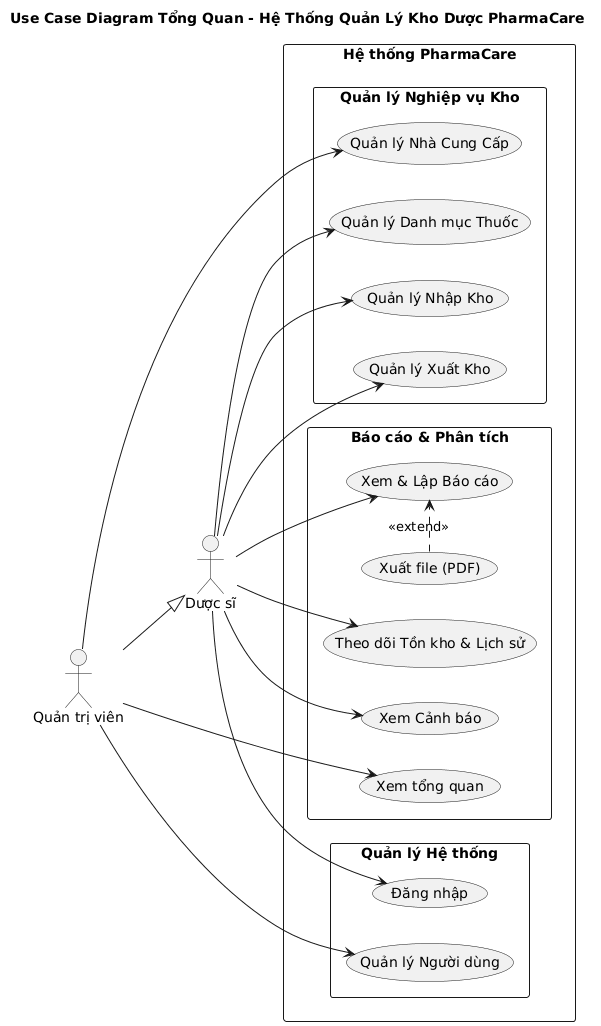 Use Case Diagram Tổng Quan - Hệ Thống Quản Lý Kho Dược PharmaCare
Hệ thống PharmaCare
Quản lý Nghiệp vụ Kho
Quản lý Nhà Cung Cấp
Quản lý Danh mục Thuốc
Quản lý Nhập Kho
Quản lý Xuất Kho
Báo cáo & Phân tích
Xem & Lập Báo cáo
«extend»
Xuất file (PDF)
Dược sĩ
Theo dõi Tồn kho & Lịch sử
Quản trị viên
Xem Cảnh báo
Xem tổng quan
Quản lý Hệ thống
Đăng nhập
Quản lý Người dùng